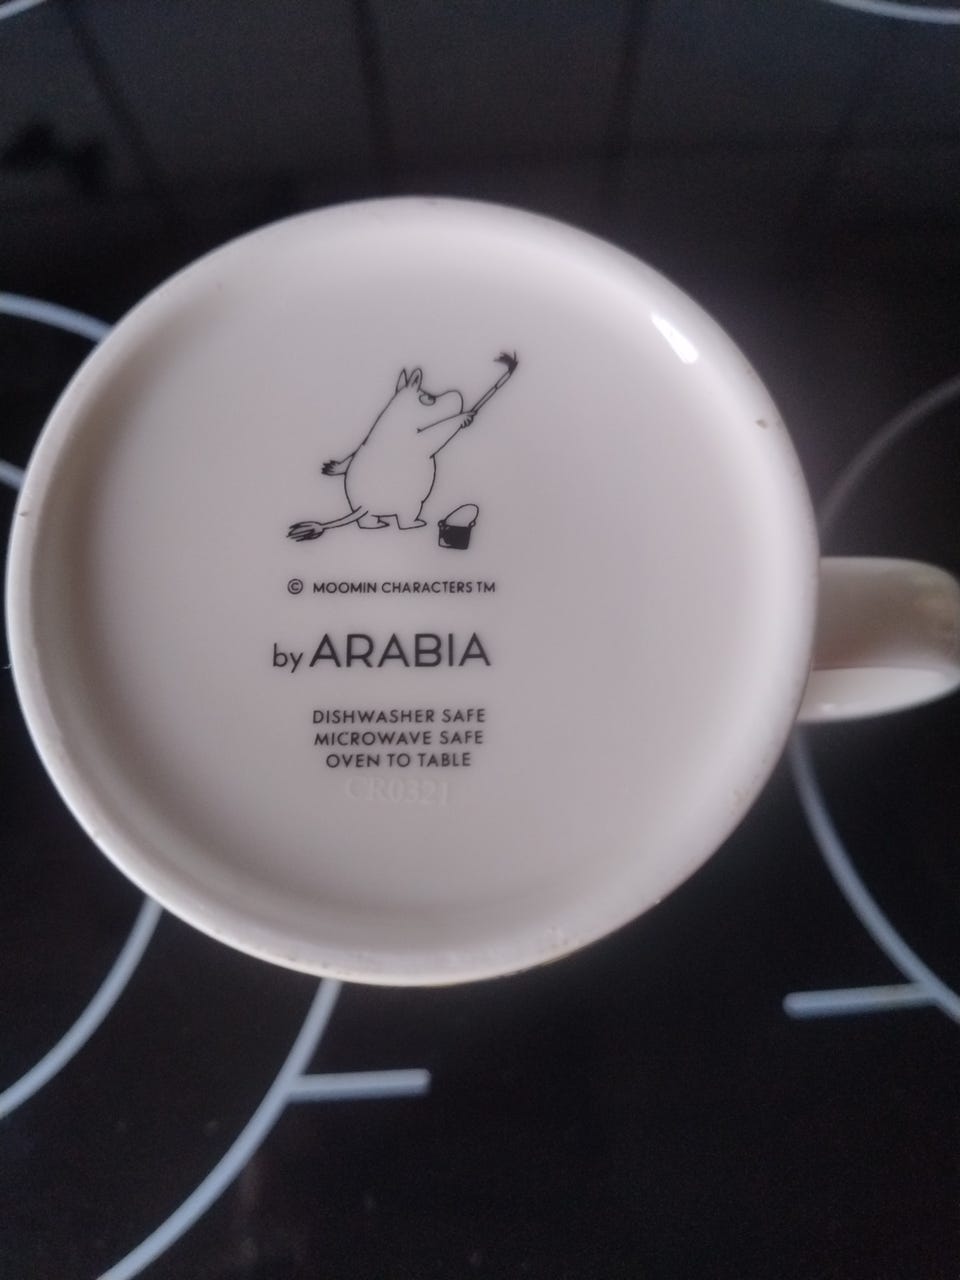 © MOOMIN CHARACTERS TM
by ARABIA
DISHWASHER SAFE
MICROWAVE SAFE
OVEN TO TABLE
CR0321